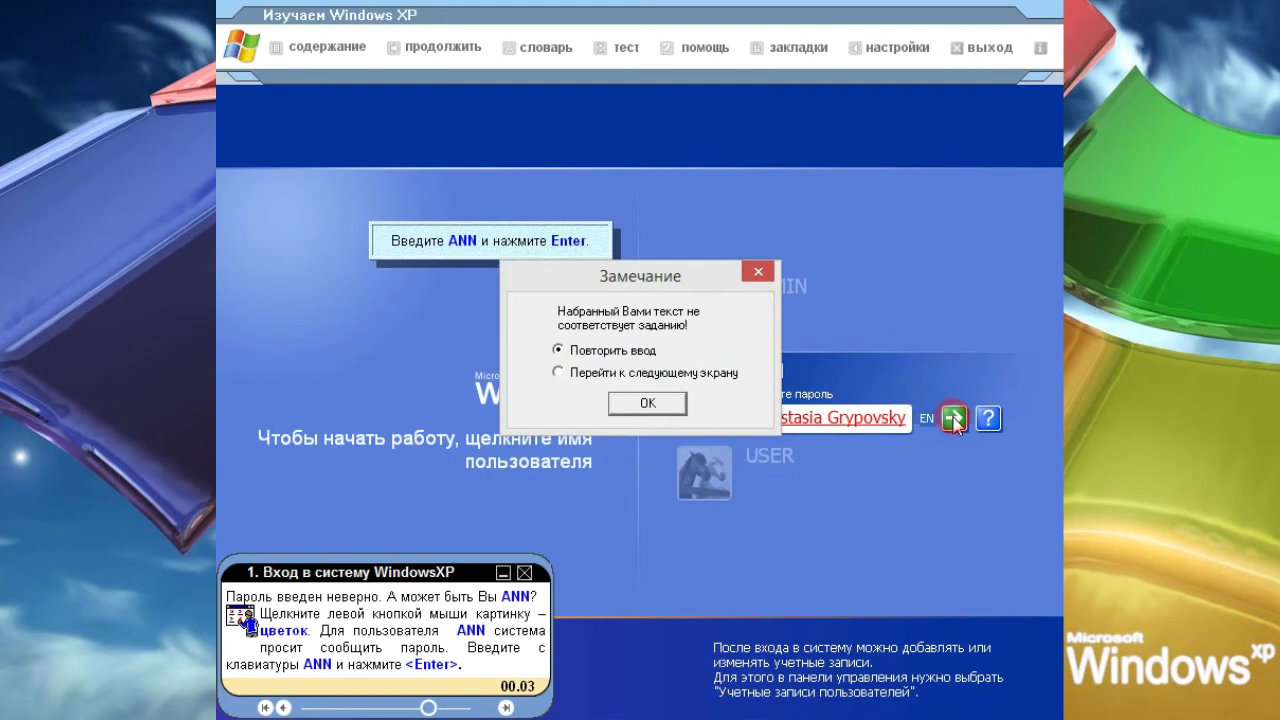 Изучаем Windows XP
содержание продолжить словарь тест помощь закладки настройки выход
Введите ANN и нажмите Enter.
Замечание
Набранный Вами текст не
соответствует заданию!
Повторить ввод
Перейти к следующему экрану
OK
stasia Grypovsky EN ?
USER
Чтобы начать работу, щелкните имя
пользователя
1. Вход в систему WindowsXP
Пароль введен неверно. А может быть Вы ANN?
Щелкните левой кнопкой мыши картинку –
цветок. Для пользователя ANN система
просит сообщить пароль. Введите с
клавиатуры ANN и нажмите <Enter>.
00.03
После входа в систему можно добавлять или
изменять учетные записи.
Для этого в панели управления нужно выбрать
"Учетные записи пользователей".
Microsoft
Windows xp